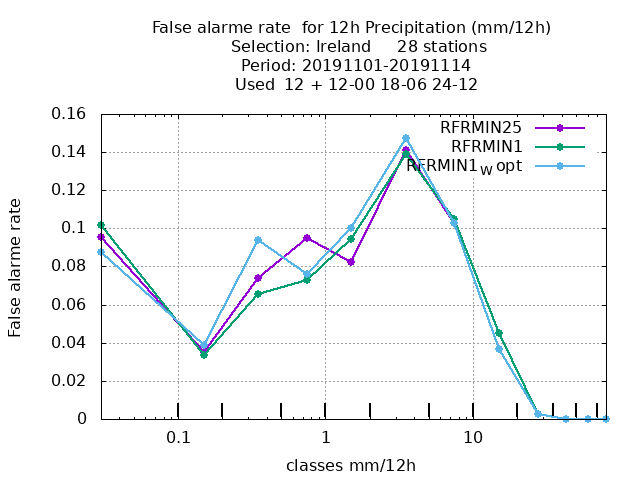 False alarme rate  for 12h Precipitation (mm/12h)
Selection: Ireland     28 stations
Period: 20191101-20191114
Used  12 + 12-00 18-06 24-12
RFRMIN25
RFRMIN1
RFRMIN1w opt
False alarme rate
0.16
0.14
0.12
0.1
0.08
0.06
0.04
0.02
0
0.1 1 10
classes mm/12h